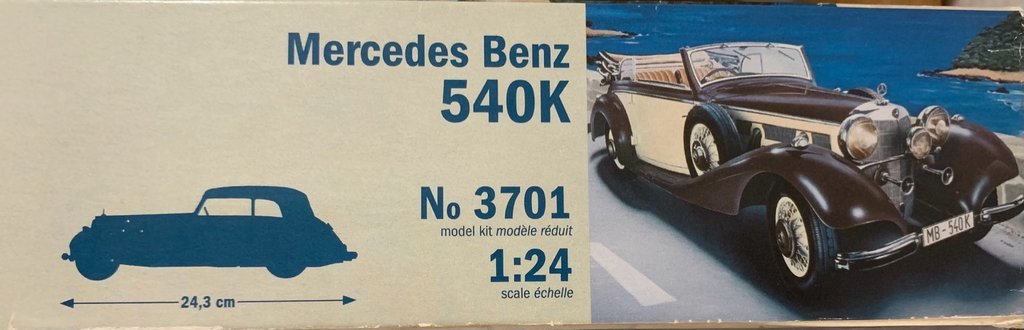 Mercedes Benz
540K
No 3701
model kit modèle réduit
1:24
scale échelle
24,3 cm
MB-540K